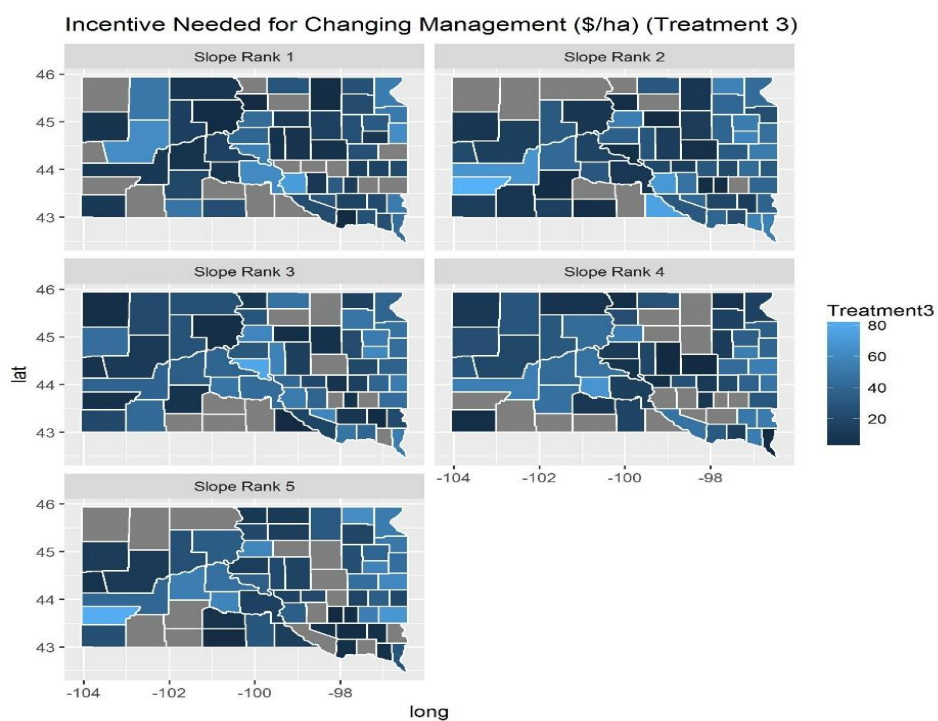 Incentive Needed for Changing Management ($/ha) (Treatment 3)
Slope Rank 1
Slope Rank 2
46
45
44
43
Slope Rank 3
Slope Rank 4
46
45
44
43
Slope Rank 5
-104
-102
-100
-98
46
45
44
43
-104
-102
-100
-98
lat
long
Treatment3
80
60
40
20